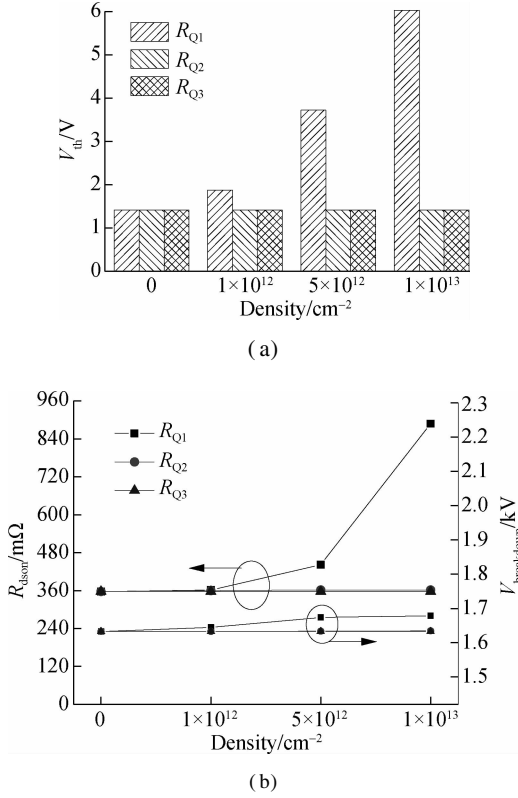 6
5
4
3
2
1
0
V_th/V
R_Q1
R_Q2
R_Q3
0 1×10^12 5×10^12 1×10^13
Density/cm^−2
(a)
960
840
720
600
480
360
240
120
0
R_dson/mΩ
R_Q1
R_Q2
R_Q3
2.3
2.2
2.1
2.0
1.9
1.8
1.7
1.6
1.5
V_breakdown/kV
0 1×10^12 5×10^12 1×10^13
Density/cm^−2
(b)